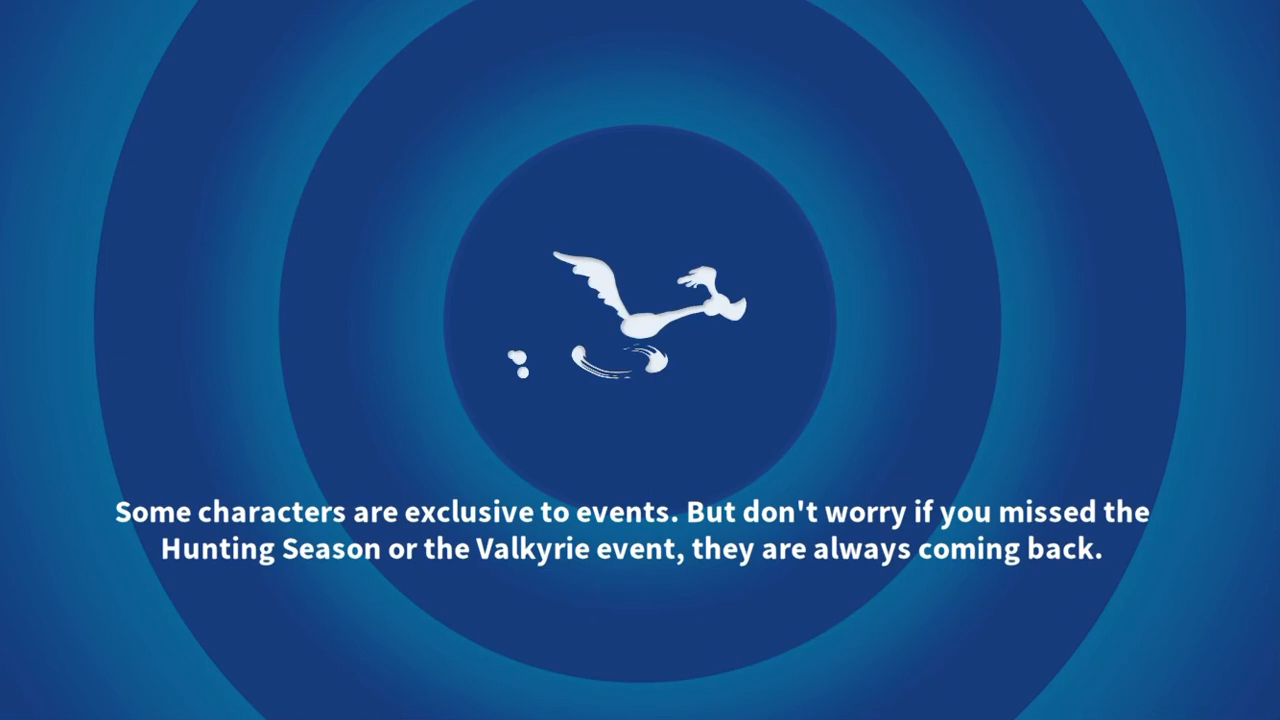 Some characters are exclusive to events. But don't worry if you missed the
Hunting Season or the Valkyrie event, they are always coming back.